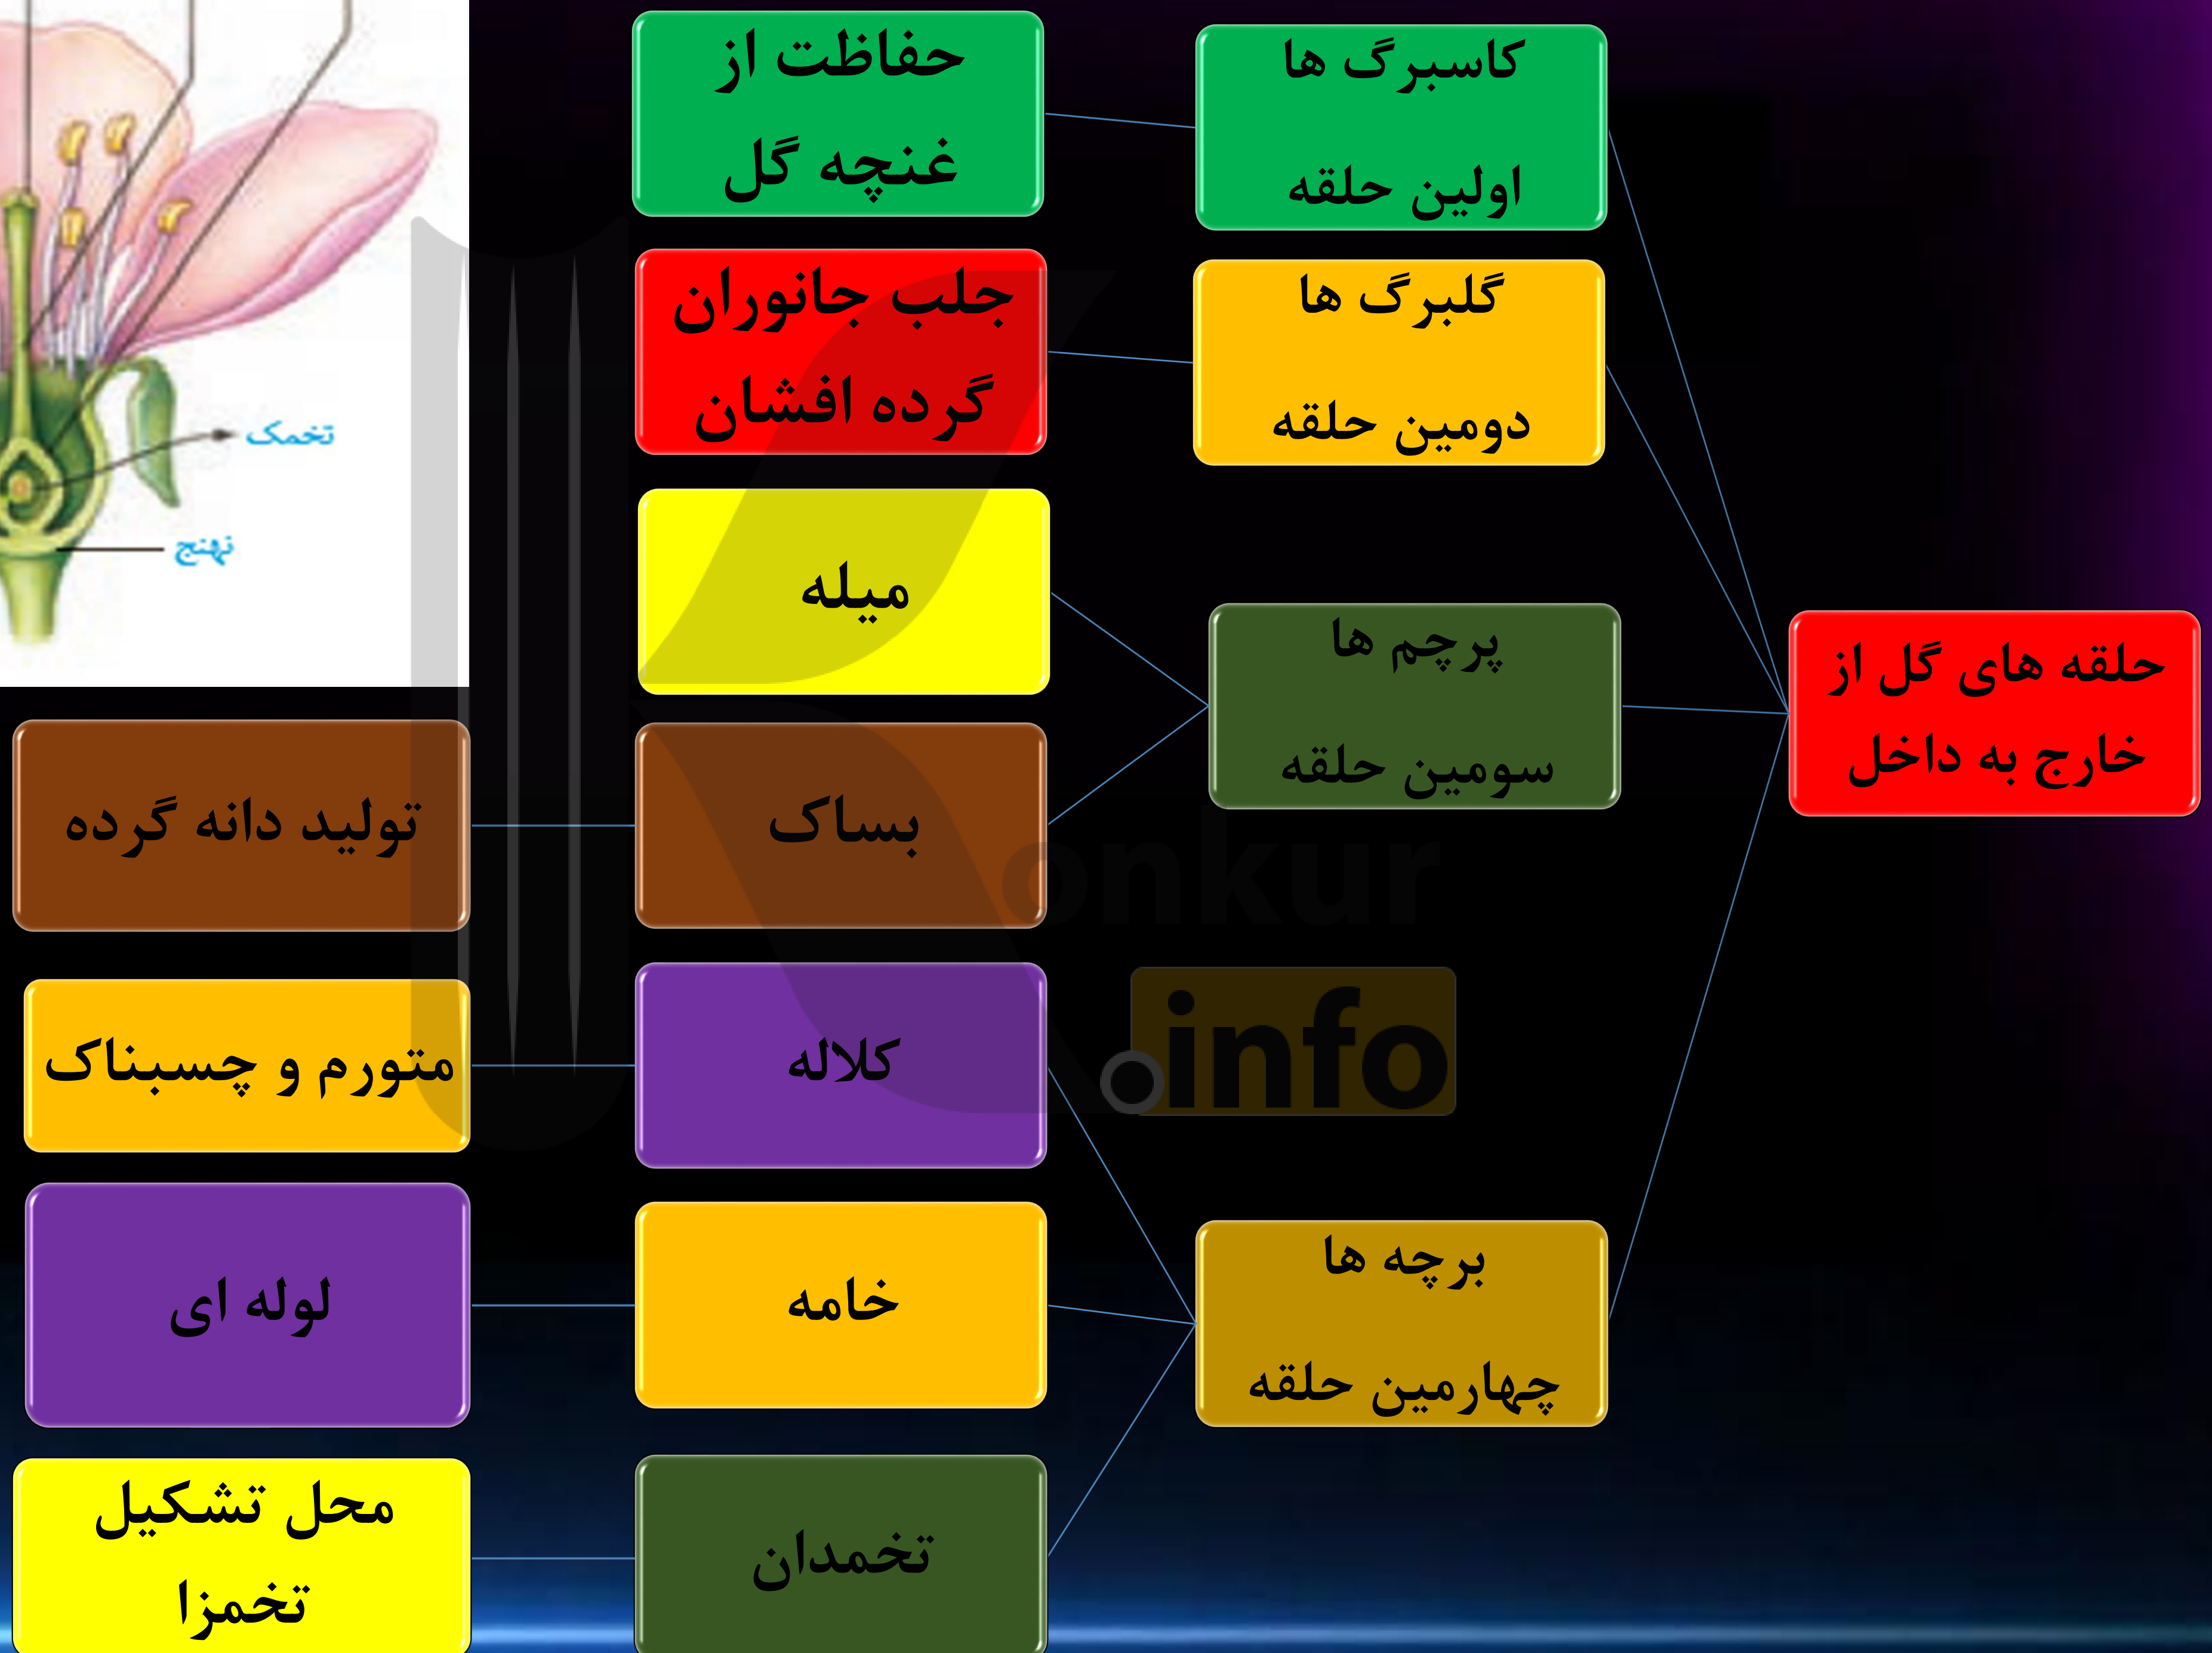 حلقه های گل از
خارج به داخل
کاسبرگ ها
اولین حلقه
حفاظت از
غنچه گل
گلبرگ ها
دومین حلقه
جلب جانوران
گرده افشان
پرچم ها
سومین حلقه
میله
بساک
تولید دانه گرده
برچه ها
چهارمین حلقه
کلاله
متورم و چسبناک
خامه
لوله ای
تخمدان
محل تشکیل
تخمزا
تخمک
نهنج
onkur
.info